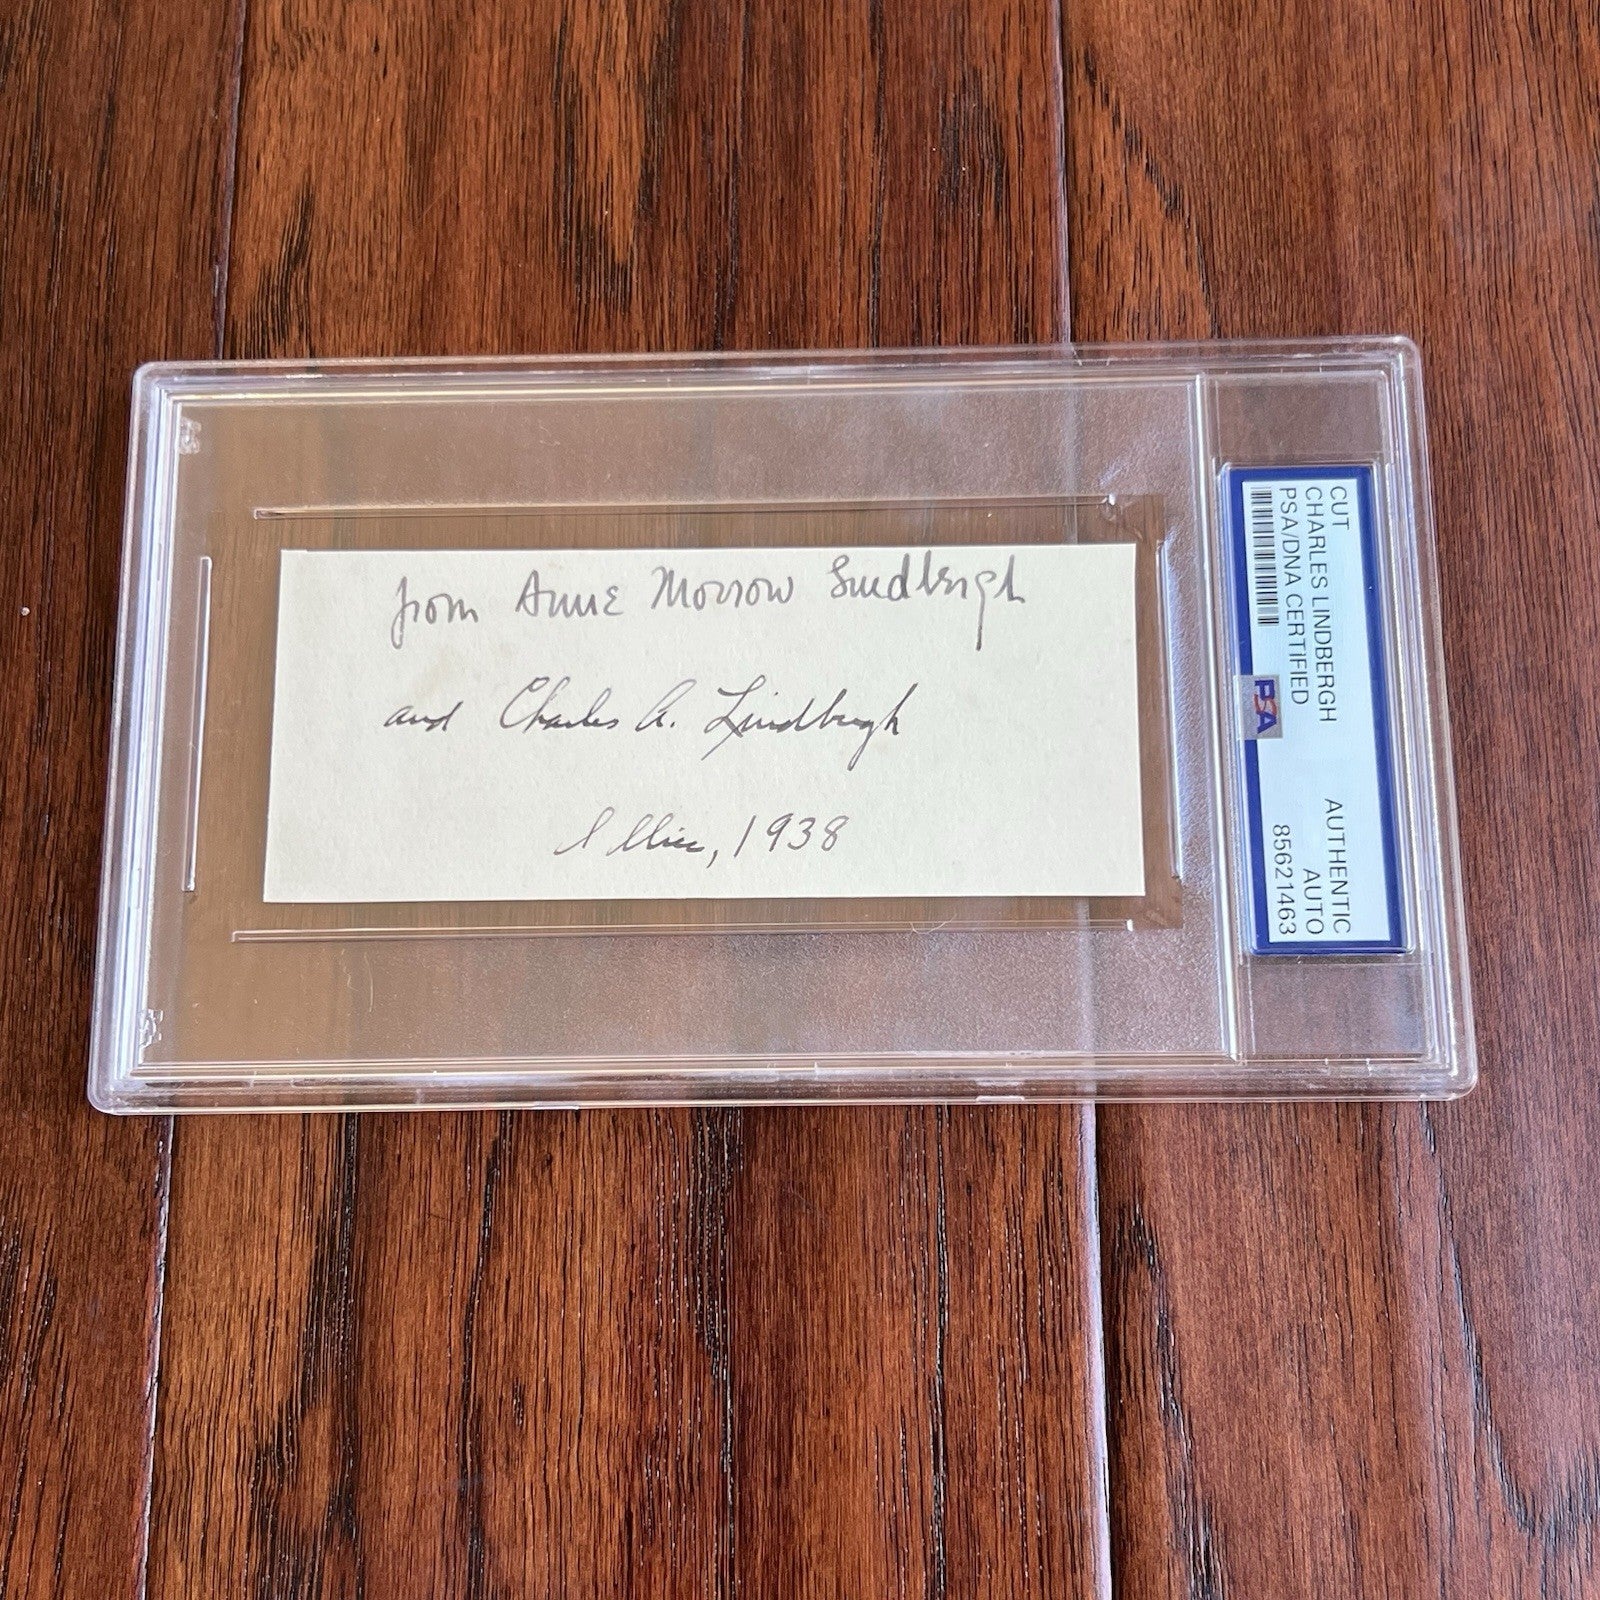 from Anne Morrow Lindbergh
and Charles A. Lindbergh
Illiec, 1938
CUT
CHARLES LINDBERGH
PSA/DNA CERTIFIED
AUTHENTIC
AUTO
85621463
PSA